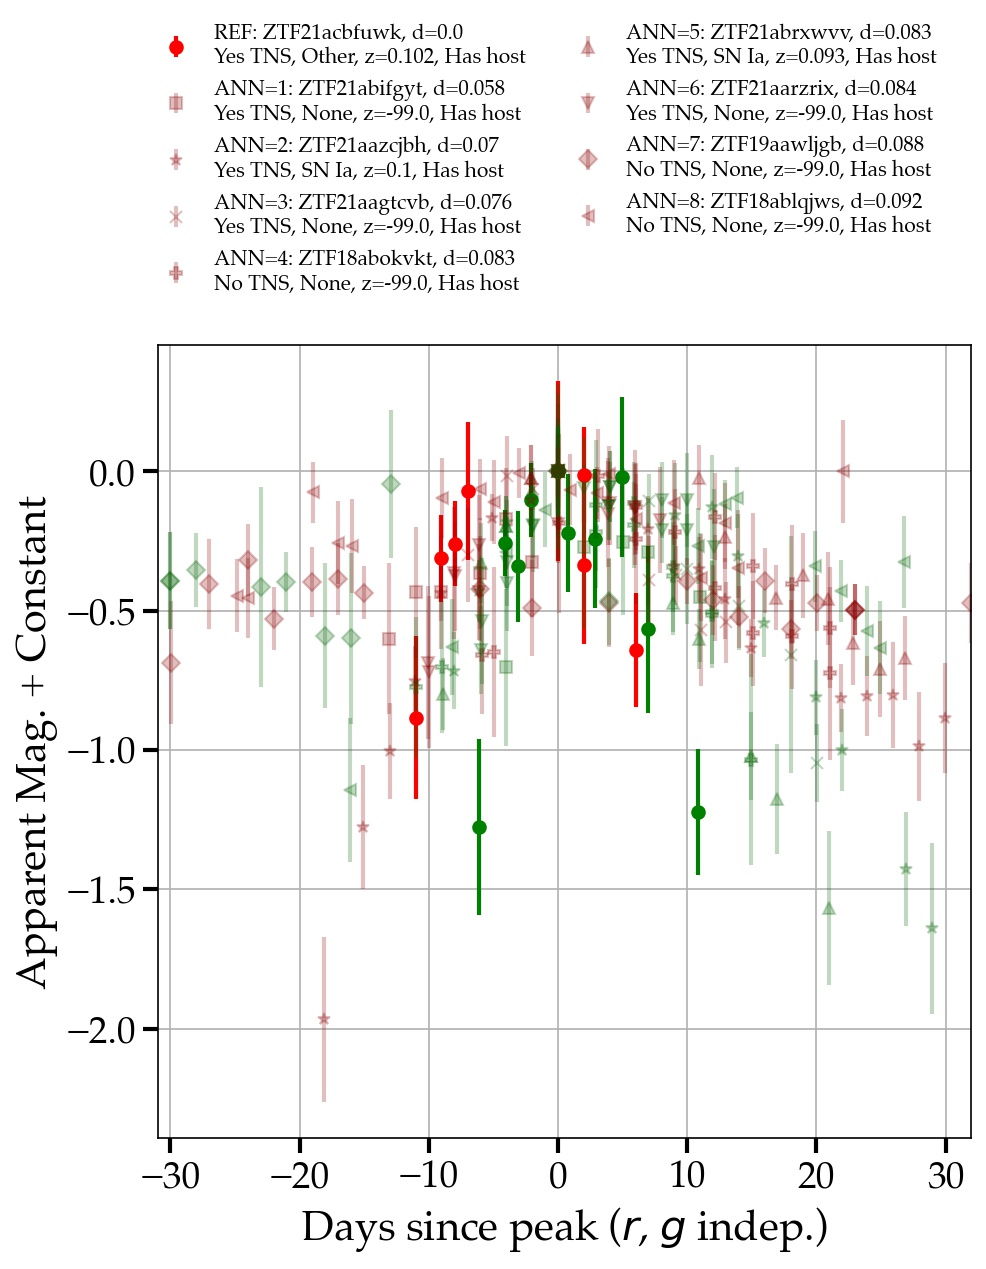 REF: ZTF21acbfuwk, d=0.0
Yes TNS, Other, z=0.102, Has host
ANN=1: ZTF21abifgyt, d=0.058
Yes TNS, None, z=-99.0, Has host
ANN=2: ZTF21aazcjbh, d=0.07
Yes TNS, SN Ia, z=0.1, Has host
ANN=3: ZTF21aagtcvb, d=0.076
Yes TNS, None, z=-99.0, Has host
ANN=4: ZTF18abokvkt, d=0.083
No TNS, None, z=-99.0, Has host
ANN=5: ZTF21abrxwvv, d=0.083
Yes TNS, SN Ia, z=0.093, Has host
ANN=6: ZTF21aarzrix, d=0.084
Yes TNS, None, z=-99.0, Has host
ANN=7: ZTF19aawljgb, d=0.088
No TNS, None, z=-99.0, Has host
ANN=8: ZTF18ablqjws, d=0.092
No TNS, None, z=-99.0, Has host
Apparent Mag. + Constant
0.0
−0.5
−1.0
−1.5
−2.0
−30 −20 −10 0 10 20 30
Days since peak (r, g indep.)